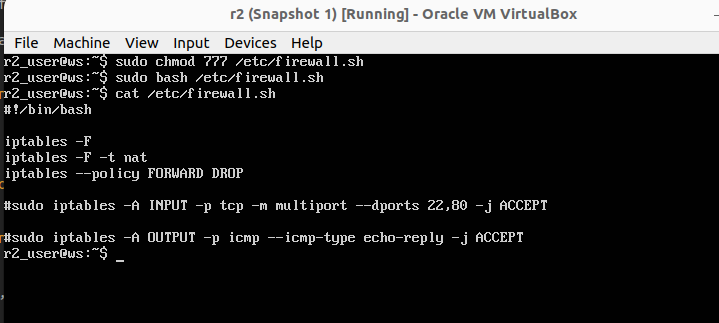 r2 (Snapshot 1) [Running] - Oracle VM VirtualBox
File Machine View Input Devices Help
r2_user@ws:~$ sudo chmod 777 /etc/firewall.sh
r2_user@ws:~$ sudo bash /etc/firewall.sh
r2_user@ws:~$ cat /etc/firewall.sh
#!/bin/bash
iptables -F
iptables -F -t nat
iptables --policy FORWARD DROP
#sudo iptables -A INPUT -p tcp -m multiport --dports 22,80 -j ACCEPT
#sudo iptables -A OUTPUT -p icmp --icmp-type echo-reply -j ACCEPT
r2_user@ws:~$ _